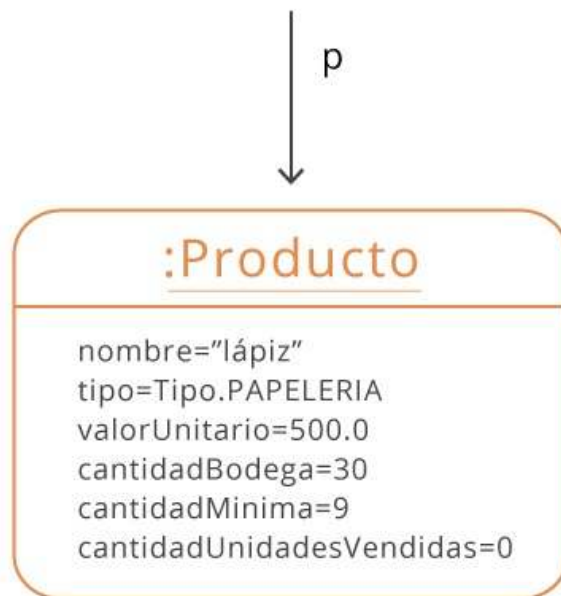 p
:Producto
nombre=”lápiz”
tipo=Tipo.PAPELERIA
valorUnitario=500.0
cantidadBodega=30
cantidadMinima=9
cantidadUnidadesVendidas=0